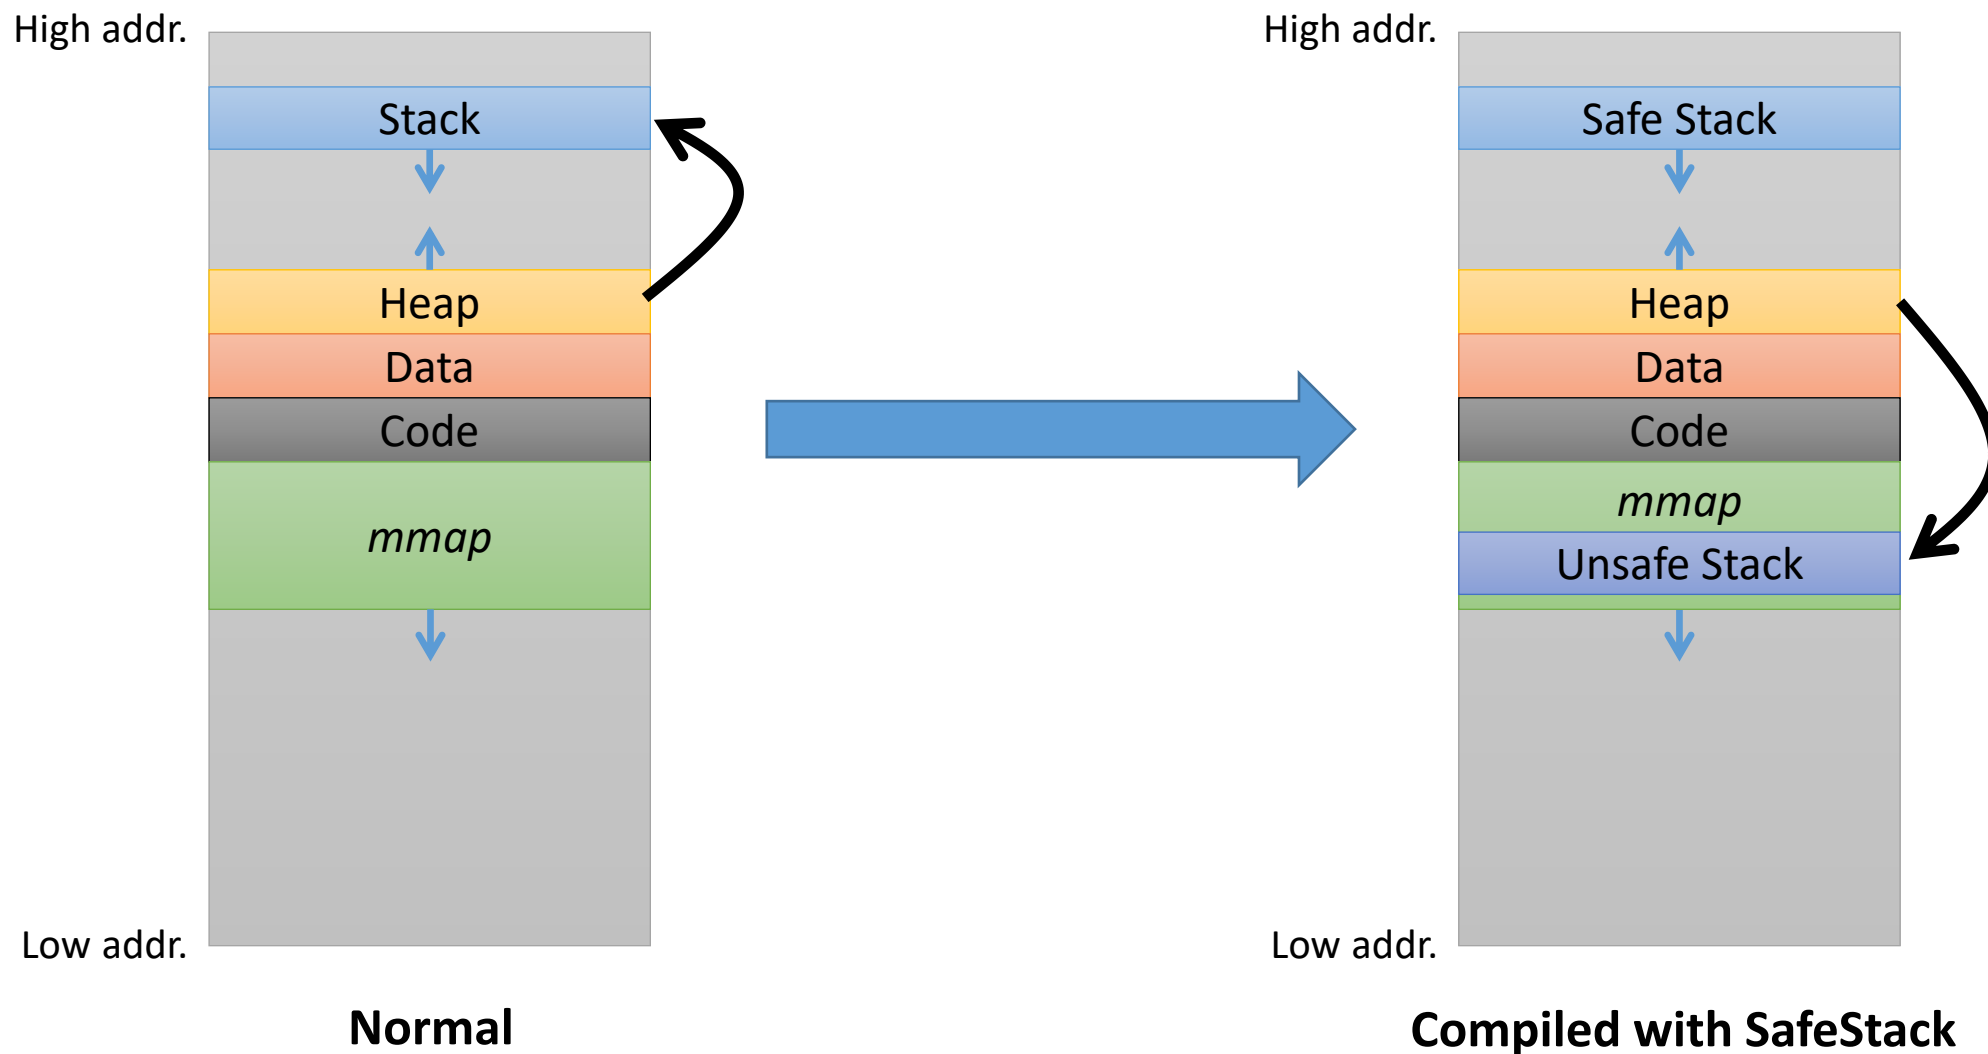 High addr.
Stack
Heap
Data
Code
mmap
Low addr.
Normal
High addr.
Safe Stack
Heap
Data
Code
mmap
Unsafe Stack
Low addr.
Compiled with SafeStack